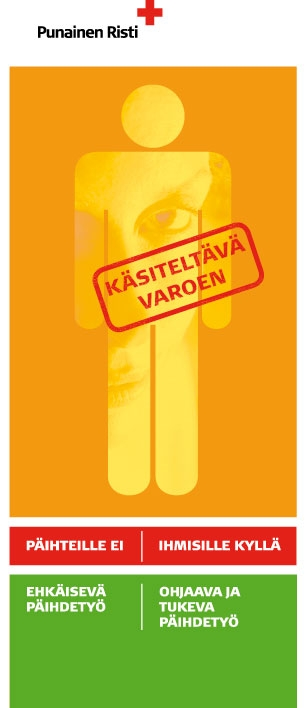 Punainen Risti
KÄSITELTÄVÄ
VAROEN
PÄIHTEILLE EI
IHMISILLE KYLLÄ
EHKÄISEVÄ
PÄIHDETYÖ
OHJAAVA JA
TUKEVA
PÄIHDETYÖ